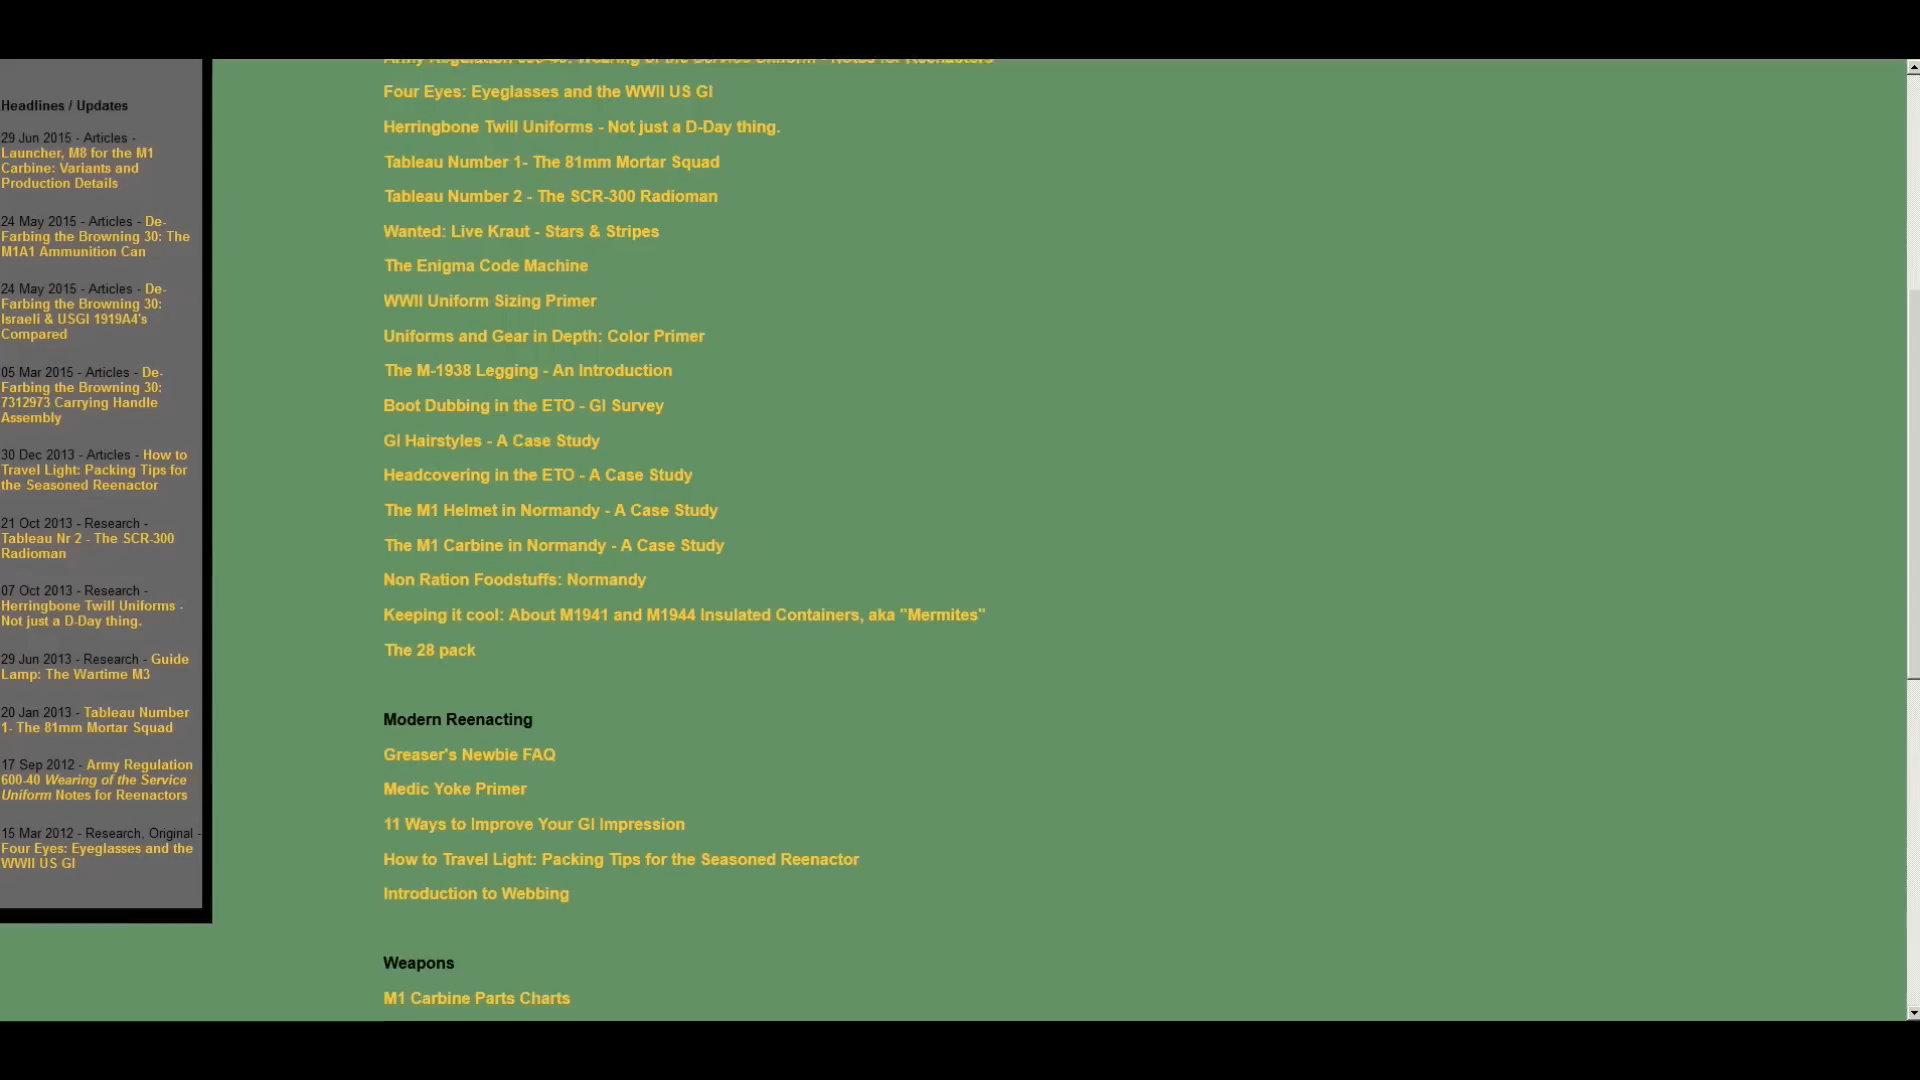 Headlines / Updates
29 Jun 2015 - Articles -
Launcher, M8 for the M1
Carbine: Variants and
Production Details
24 May 2015 - Articles - De-
Farbing the Browning 30: The
M1A1 Ammunition Can
24 May 2015 - Articles - De-
Farbing the Browning 30:
Israeli & USGI 1919A4's
Compared
05 Mar 2015 - Articles - De-
Farbing the Browning 30:
7312973 Carrying Handle
Assembly
30 Dec 2013 - Articles - How to
Travel Light: Packing Tips for
the Seasoned Reenactor
21 Oct 2013 - Research -
Tableau Nr 2 - The SCR-300
Radioman
07 Oct 2013 - Research -
Herringbone Twill Uniforms -
Not just a D-Day thing.
29 Jun 2013 - Research - Guide
Lamp: The Wartime M3
20 Jan 2013 - Tableau Number
1- The 81mm Mortar Squad
17 Sep 2012 - Army Regulation
600-40 Wearing of the Service
Uniform Notes for Reenactors
15 Mar 2012 - Research, Original -
Four Eyes: Eyeglasses and the
WWII US GI
Army Regulation 600-40: Wearing of the Service Uniform - Notes for Reenactors
Four Eyes: Eyeglasses and the WWII US GI
Herringbone Twill Uniforms - Not just a D-Day thing.
Tableau Number 1- The 81mm Mortar Squad
Tableau Number 2 - The SCR-300 Radioman
Wanted: Live Kraut - Stars & Stripes
The Enigma Code Machine
WWII Uniform Sizing Primer
Uniforms and Gear in Depth: Color Primer
The M-1938 Legging - An Introduction
Boot Dubbing in the ETO - GI Survey
GI Hairstyles - A Case Study
Headcovering in the ETO - A Case Study
The M1 Helmet in Normandy - A Case Study
The M1 Carbine in Normandy - A Case Study
Non Ration Foodstuffs: Normandy
Keeping it cool: About M1941 and M1944 Insulated Containers, aka "Mermites"
The 28 pack
Modern Reenacting
Greaser's Newbie FAQ
Medic Yoke Primer
11 Ways to Improve Your GI Impression
How to Travel Light: Packing Tips for the Seasoned Reenactor
Introduction to Webbing
Weapons
M1 Carbine Parts Charts